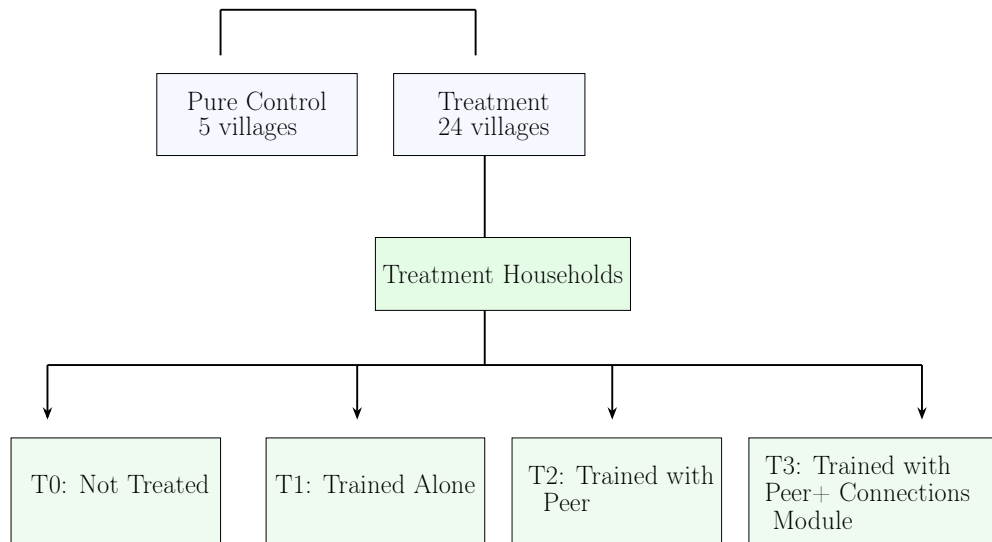 Pure Control
5 villages
Treatment
24 villages
Treatment Households
T0: Not Treated
T1: Trained Alone
T2: Trained with
Peer
T3: Trained with
Peer+ Connections
Module